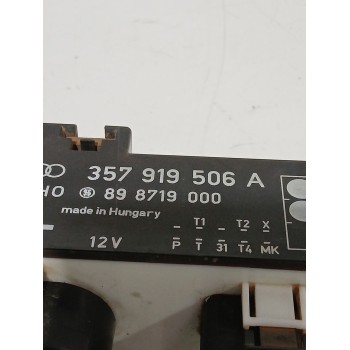 357 919 506 A
HO 89 8719 000
made in Hungary
T1 T2 X
12V P T 31 T4 MK